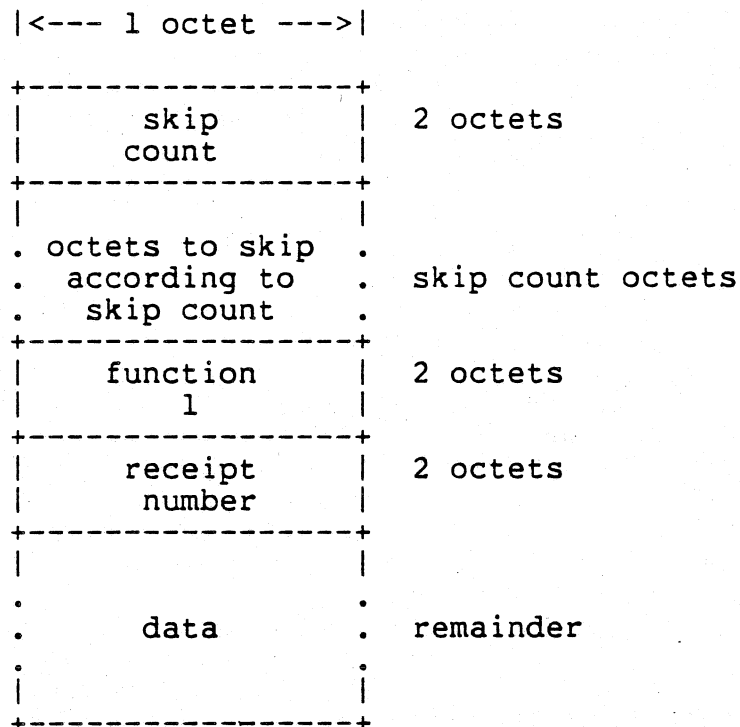 |<--- 1 octet --->|
skip 2 octets
count
octets to skip
according to skip count octets
skip count
function 2 octets
1
receipt 2 octets
number
data remainder